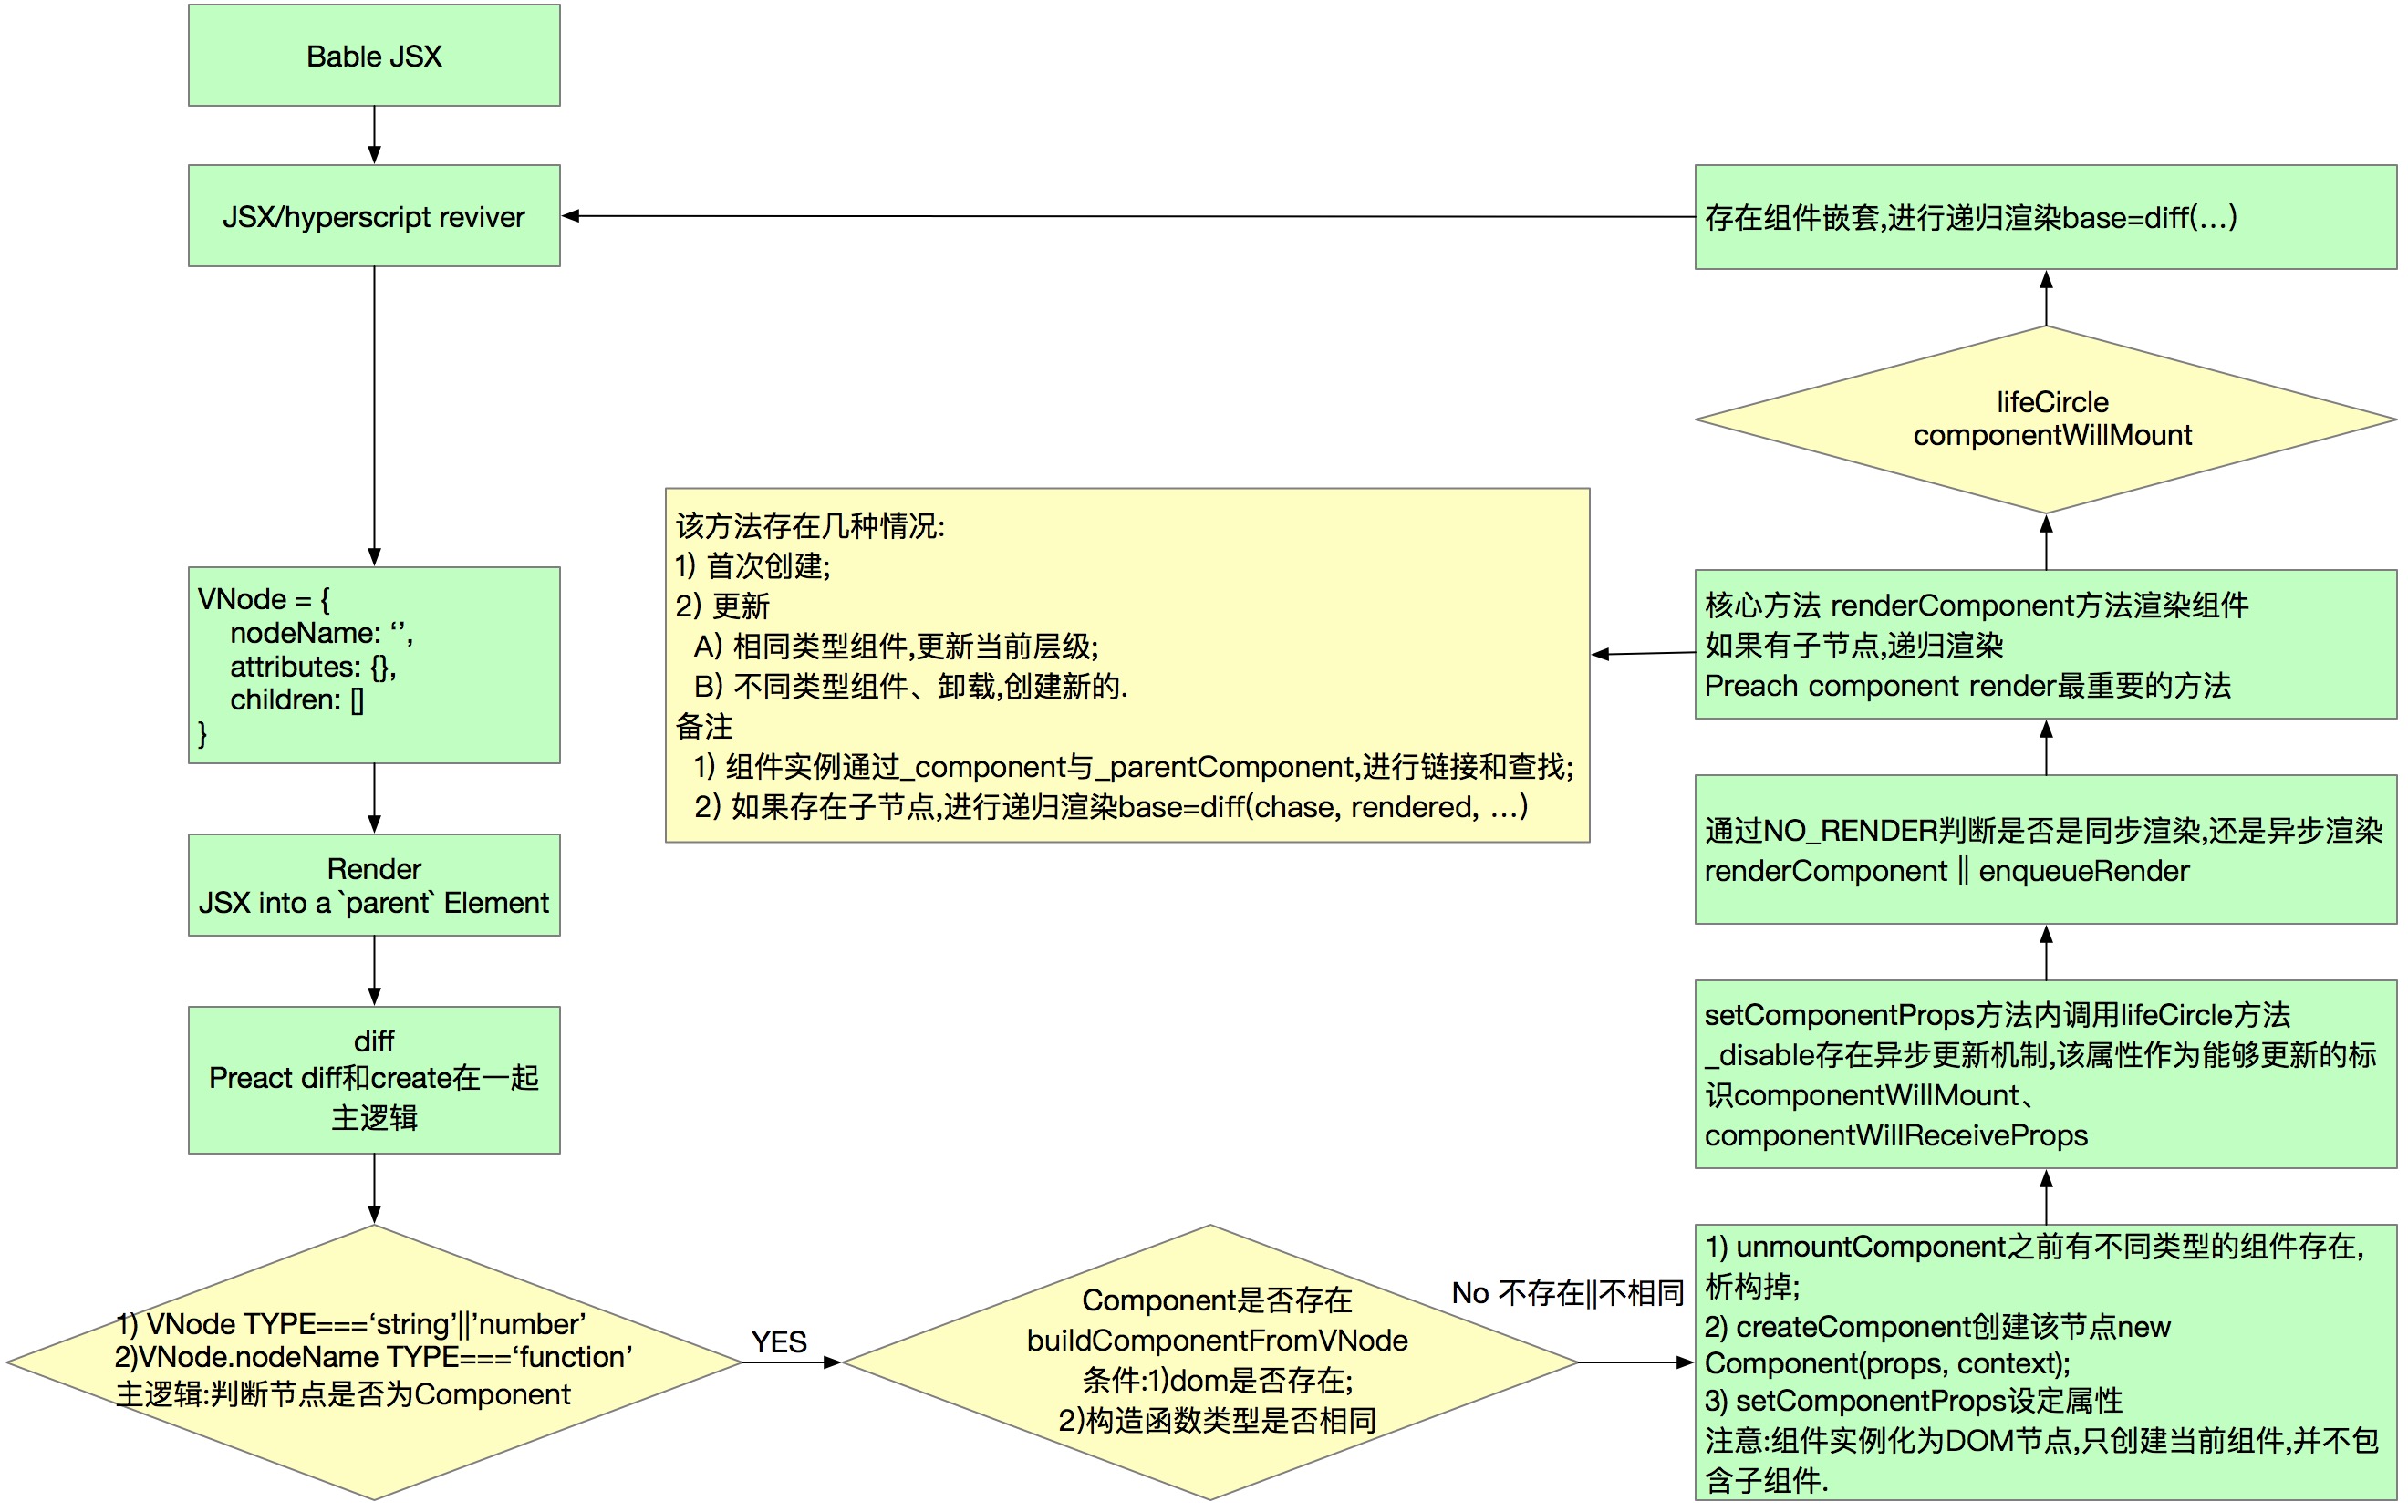 Bable JSX
JSX/hyperscript reviver
VNode = {
nodeName: ‘’,
attributes: {},
children: []
}
Render
JSX into a `parent` Element
diff
Preact diff和create在一起
主逻辑
1) VNode TYPE===‘string’||’number’
2)VNode.nodeName TYPE===‘function’
主逻辑:判断节点是否为Component
YES
Component是否存在
buildComponentFromVNode
条件:1)dom是否存在;
2)构造函数类型是否相同
No 不存在||不相同
1) unmountComponent之前有不同类型的组件存在,
析构掉;
2) createComponent创建该节点new
Component(props, context);
3) setComponentProps设定属性
注意:组件实例化为DOM节点,只创建当前组件,并不包
含子组件.
setComponentProps方法内调用lifeCircle方法
_disable存在异步更新机制,该属性作为能够更新的标
识componentWillMount、
componentWillReceiveProps
通过NO_RENDER判断是否是同步渲染,还是异步渲染
renderComponent || enqueueRender
核心方法 renderComponent方法渲染组件
如果有子节点,递归渲染
Preach component render最重要的方法
该方法存在几种情况:
1) 首次创建;
2) 更新
A) 相同类型组件,更新当前层级;
B) 不同类型组件、卸载,创建新的.
备注
1) 组件实例通过_component与_parentComponent,进行链接和查找;
2) 如果存在子节点,进行递归渲染base=diff(chase, rendered, …)
lifeCircle
componentWillMount
存在组件嵌套,进行递归渲染base=diff(…)